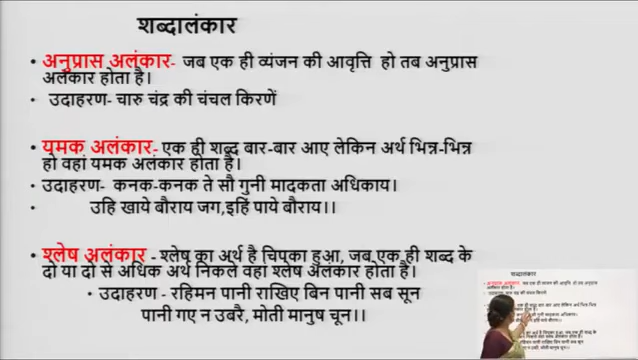 शब्दालंकार
• अनुप्रास अलंकार- जब एक ही व्यंजन की आवृत्ति हो तब अनुप्रास
अलंकार होता है।
• उदाहरण- चारु चंद्र की चंचल किरणें
• यमक अलंकार- एक ही शब्द बार-बार आए लेकिन अर्थ भिन्न-भिन्न
हो वहां यमक अलंकार होता है।
• उदाहरण- कनक-कनक ते सौ गुनी मादकता अधिकाय।
• उहि खाये बौराय जग,इहिं पाये बौराय।।
• श्लेष अलंकार - श्लेष का अर्थ है चिपका हुआ, जब एक ही शब्द के
दो या दो से अधिक अर्थ निकले वहा श्लेष अलंकार होता है।
• उदाहरण - रहिमन पानी राखिए बिन पानी सब सून
पानी गए न उबरै, मोती मानुष चून।।
शब्दालंकार